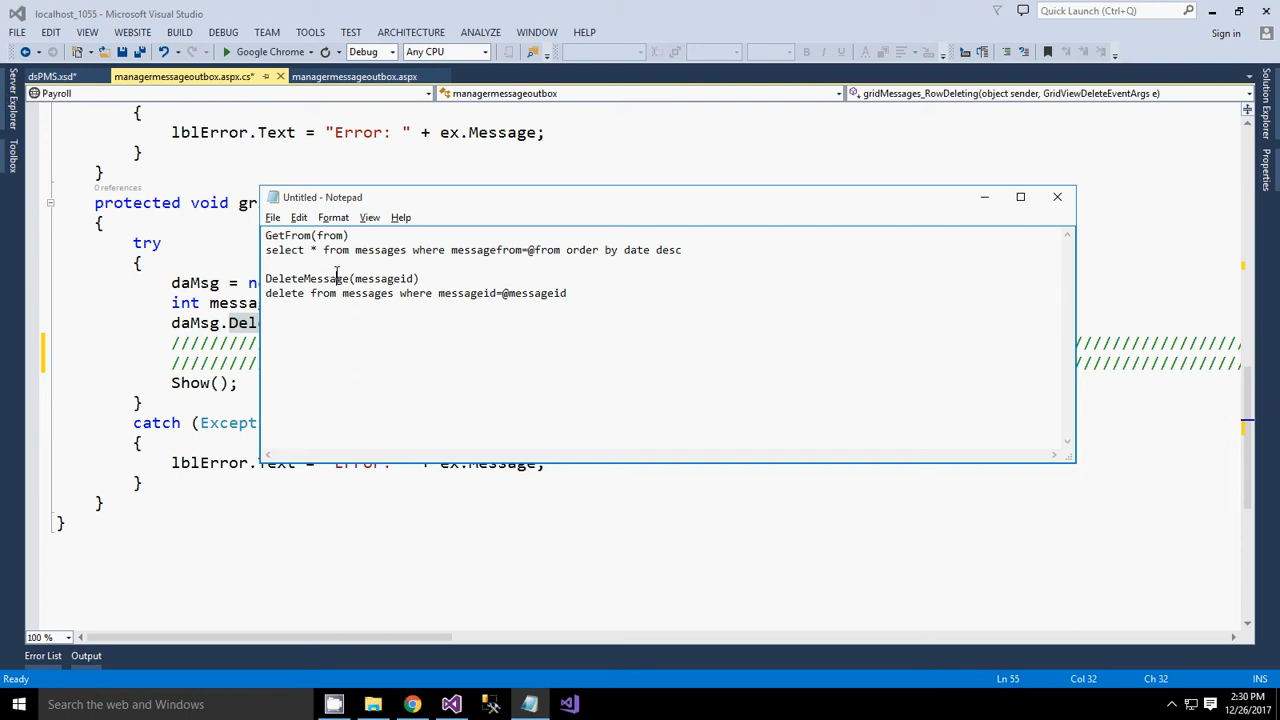 localhost_1055 - Microsoft Visual Studio
Quick Launch (Ctrl+Q)
FILE EDIT VIEW WEBSITE BUILD DEBUG TEAM TOOLS TEST ARCHITECTURE ANALYZE WINDOW HELP
Sign in
Google Chrome Debug Any CPU
dsPMS.xsd* managermessageoutbox.aspx.cs* managermessageoutbox.aspx
Payroll managermessageoutbox gridMessages_RowDeleting(object sender, GridViewDeleteEventArgs e)
Server Explorer
Toolbox
Solution Explorer
Properties
{
lblError.Text = "Error: " + ex.Message;
}
}
0 references
protected void gr
{
try
{
daMsg = n
int messa
daMsg.Del
/////////
/////////
Show();
}
catch (Except
{
lblError.Text = "Error: " + ex.Message;
}
}
}
Untitled - Notepad
File Edit Format View Help
GetFrom(from)
select * from messages where messagefrom=@from order by date desc
DeleteMessage(messageid)
delete from messages where messageid=@messageid
100 %
Error List Output
Ready Ln 55 Col 32 Ch 32 INS
Search the web and Windows
2:30 PM
12/26/2017